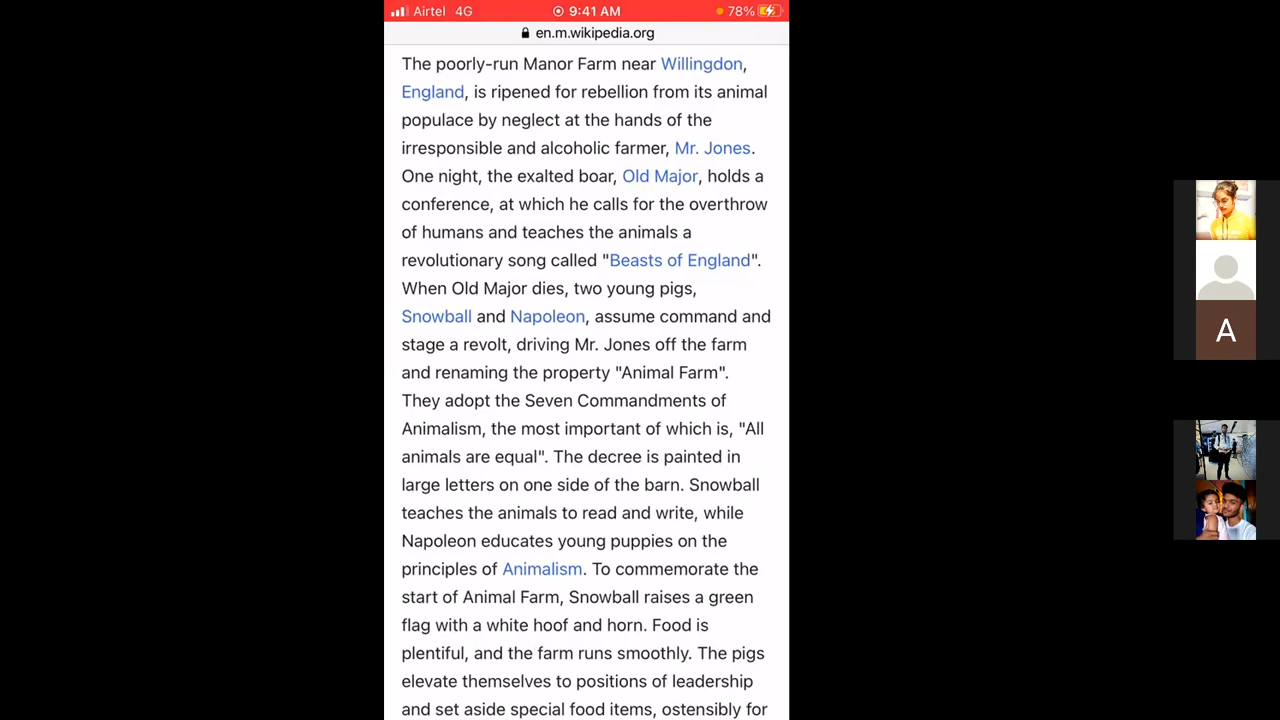 Airtel 4G 9:41 AM 78%
en.m.wikipedia.org
The poorly-run Manor Farm near Willingdon,
England, is ripened for rebellion from its animal
populace by neglect at the hands of the
irresponsible and alcoholic farmer, Mr. Jones.
One night, the exalted boar, Old Major, holds a
conference, at which he calls for the overthrow
of humans and teaches the animals a
revolutionary song called "Beasts of England".
When Old Major dies, two young pigs,
Snowball and Napoleon, assume command and
stage a revolt, driving Mr. Jones off the farm
and renaming the property "Animal Farm".
They adopt the Seven Commandments of
Animalism, the most important of which is, "All
animals are equal". The decree is painted in
large letters on one side of the barn. Snowball
teaches the animals to read and write, while
Napoleon educates young puppies on the
principles of Animalism. To commemorate the
start of Animal Farm, Snowball raises a green
flag with a white hoof and horn. Food is
plentiful, and the farm runs smoothly. The pigs
elevate themselves to positions of leadership
and set aside special food items, ostensibly for
A